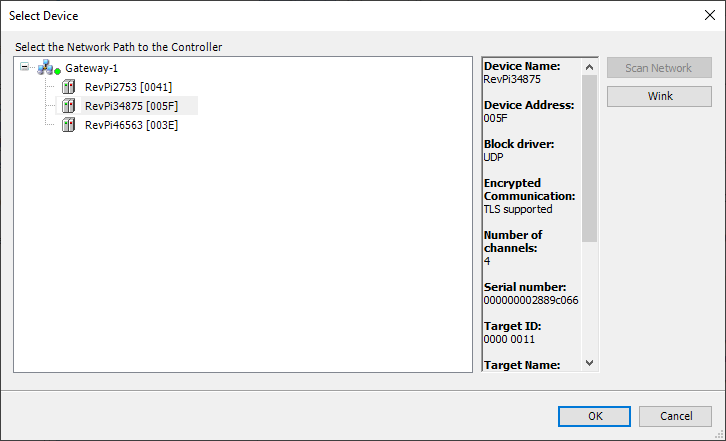 Select Device
Select the Network Path to the Controller
Gateway-1
RevPi2753 [0041]
RevPi34875 [005F]
RevPi46563 [003E]
Device Name:
RevPi34875
Device Address:
005F
Block driver:
UDP
Encrypted
Communication:
TLS supported
Number of
channels:
4
Serial number:
000000002889c066
Target ID:
0000 0011
Target Name:
Scan Network
Wink
OK
Cancel